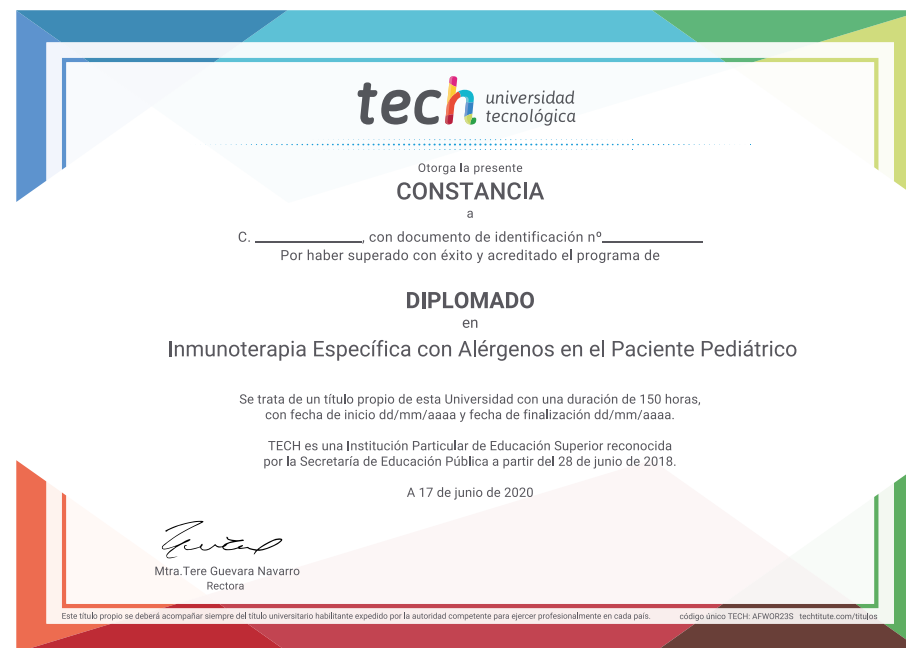 tech universidad
tecnológica
Otorga la presente
CONSTANCIA
a
C. ____________, con documento de identificación nº____________
Por haber superado con éxito y acreditado el programa de
DIPLOMADO
en
Inmunoterapia Específica con Alérgenos en el Paciente Pediátrico
Se trata de un título propio de esta Universidad con una duración de 150 horas,
con fecha de inicio dd/mm/aaaa y fecha de finalización dd/mm/aaaa.
TECH es una Institución Particular de Educación Superior reconocida
por la Secretaría de Educación Pública a partir del 28 de junio de 2018.
A 17 de junio de 2020
Mtra.Tere Guevara Navarro
Rectora
Este título propio se deberá acompañar siempre del título universitario habilitante expedido por la autoridad competente para ejercer profesionalmente en cada país. código único TECH: AFWOR23S techtitute.com/titulos